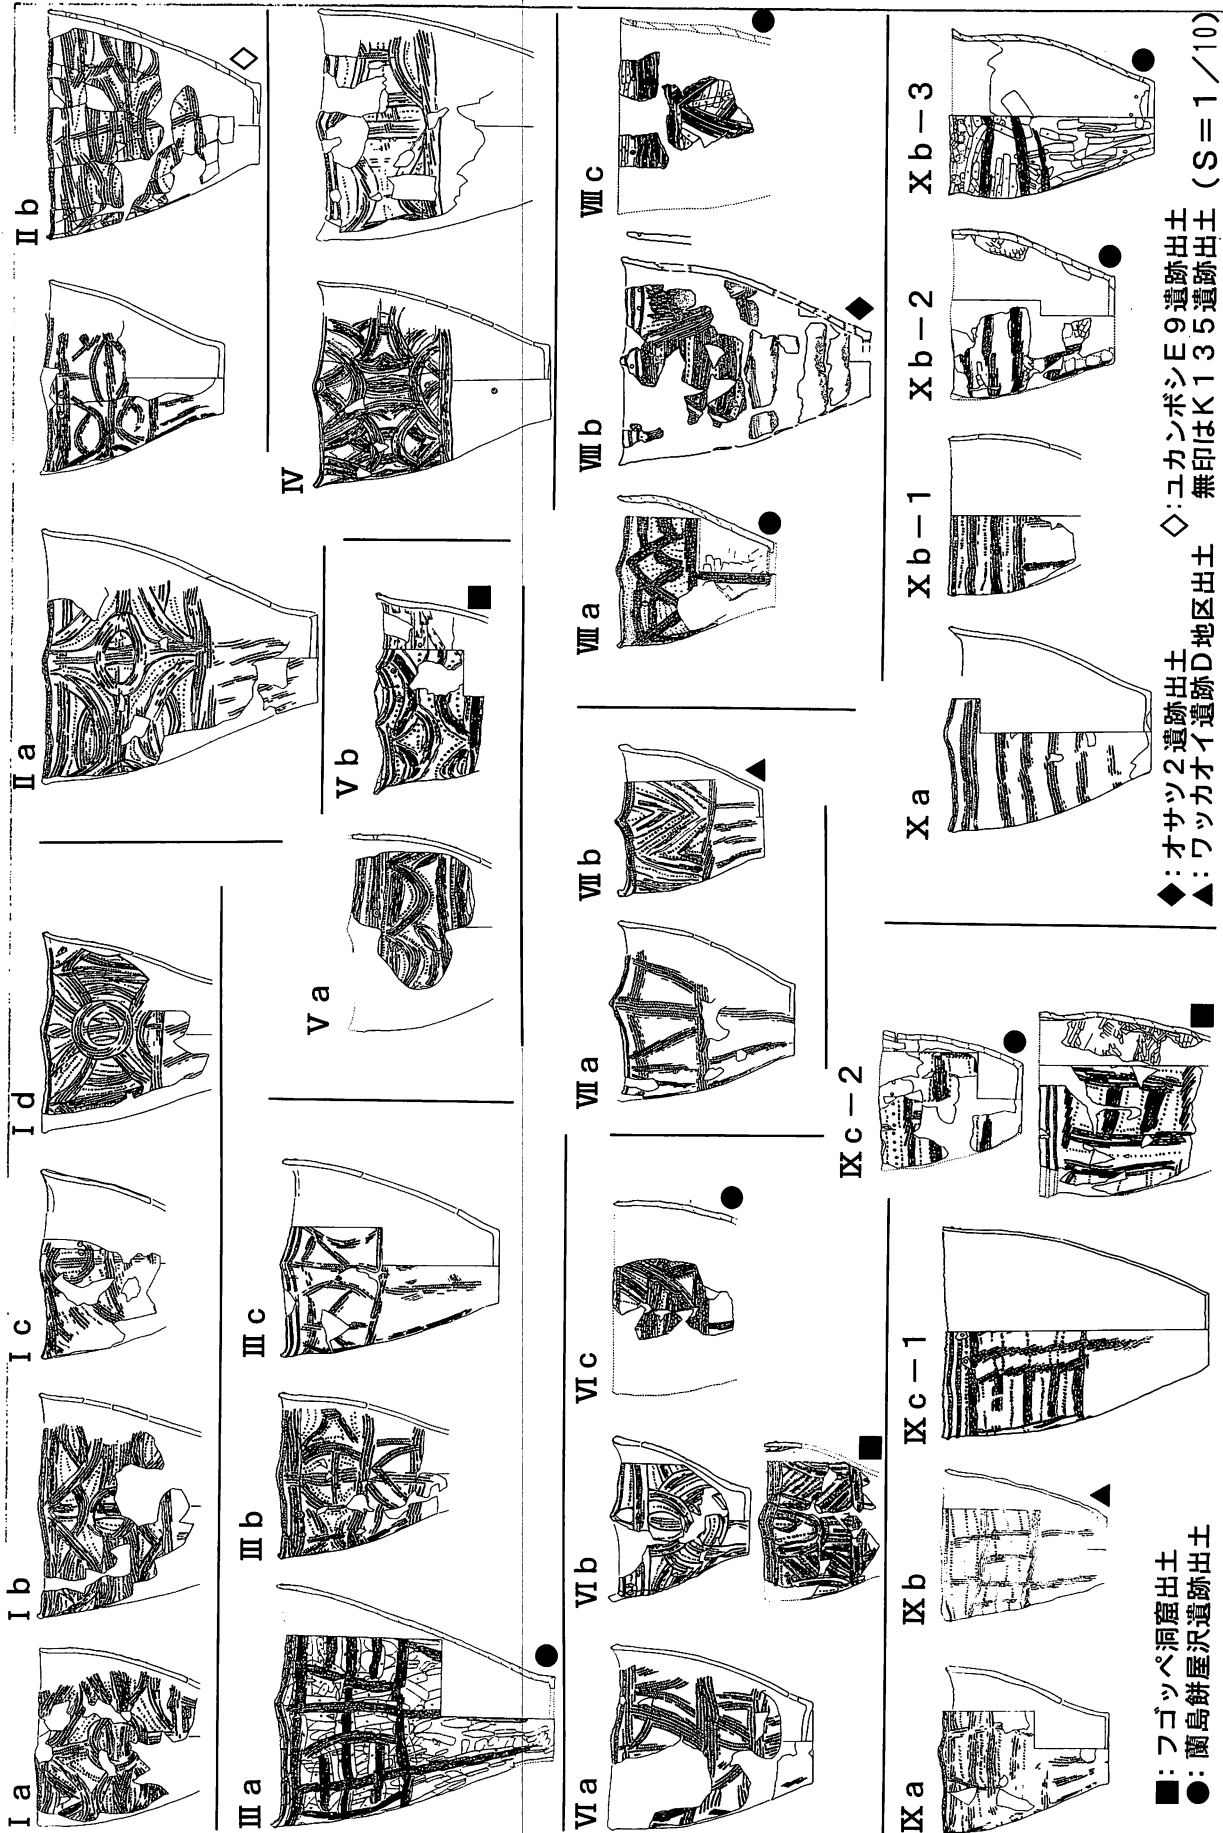 Ⅰa
Ⅰb
Ⅰc
Ⅰd
Ⅱa
Ⅱb
Ⅲa
Ⅲb
Ⅲc
Ⅳ
Ⅴa
Ⅴb
Ⅵa
Ⅵb
Ⅵc
Ⅶa
Ⅶb
Ⅷa
Ⅷb
Ⅷc
Ⅸa
Ⅸb
Ⅸc－1
Ⅸc－2
Ⅹa
Ⅹb－1
Ⅹb－2
Ⅹb－3
■：フゴッペ洞窟出土
●：蘭島餅屋沢遺跡出土
◆：オサツ2遺跡出土
▲：ワッカオイ遺跡D地区出土
◇：ユカンボシE9遺跡出土
無印はK135遺跡出土（S＝1／10）